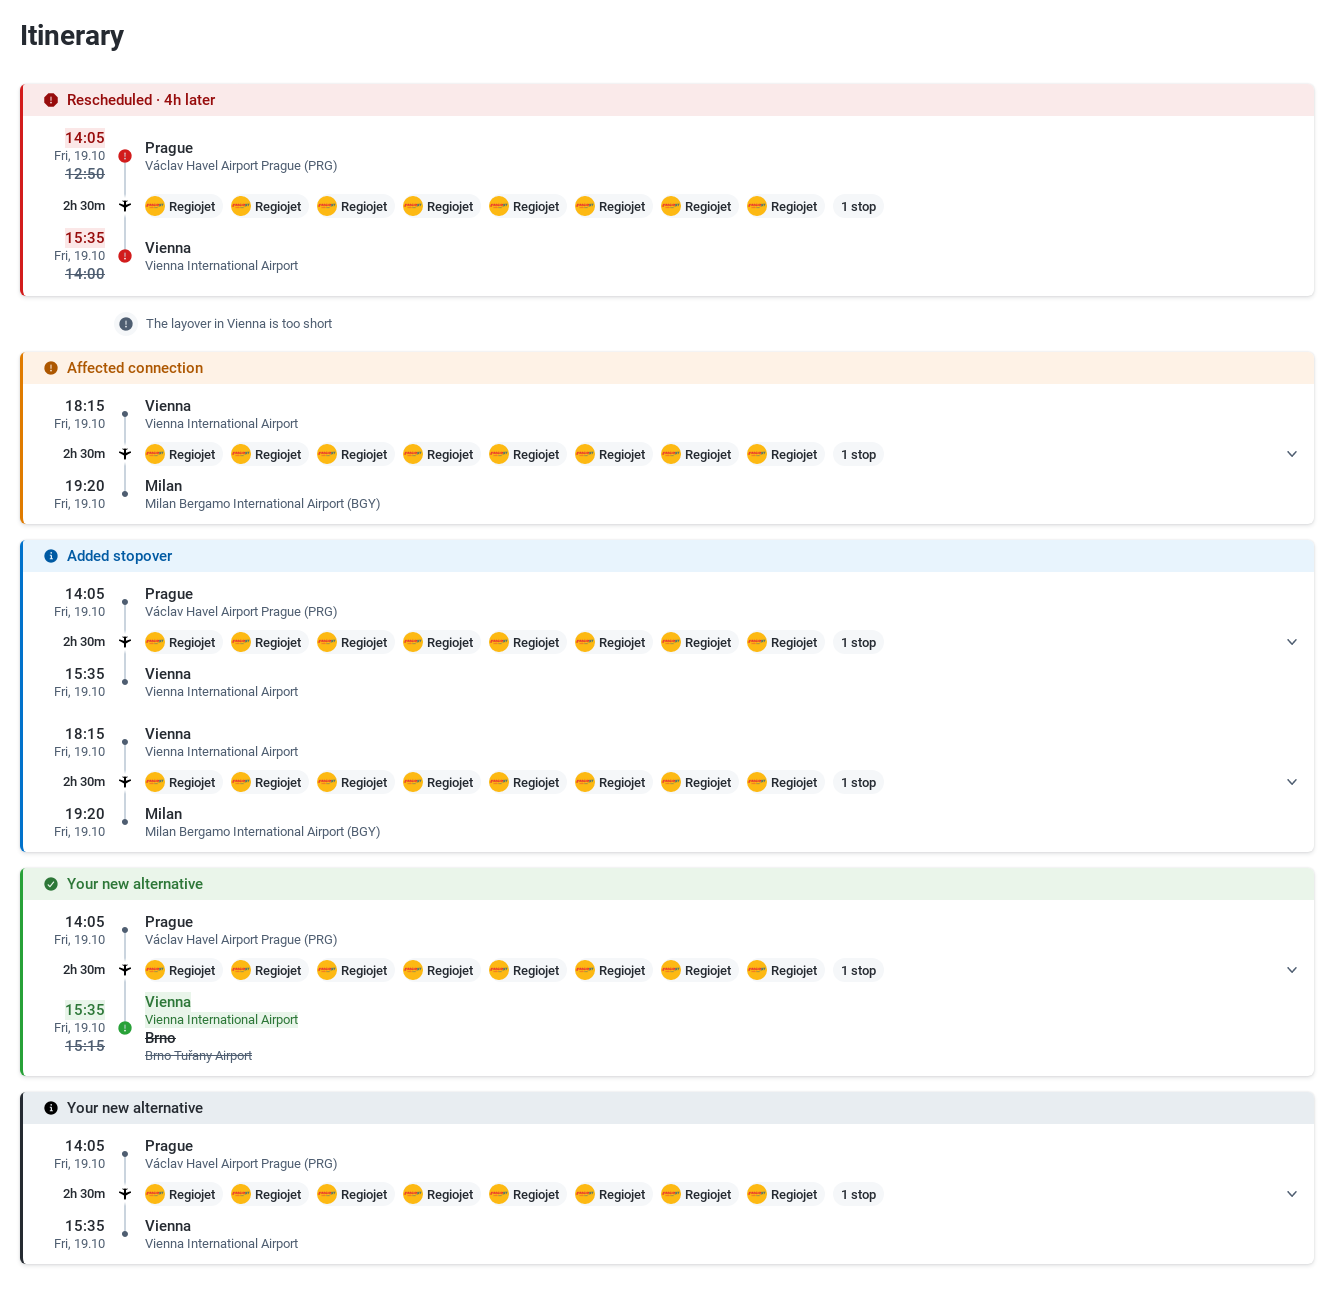 Itinerary
Rescheduled · 4h later
14:05
Fri, 19.10
12:50
Prague
Václav Havel Airport Prague (PRG)
2h 30m Regiojet Regiojet Regiojet Regiojet Regiojet Regiojet Regiojet Regiojet 1 stop
15:35
Fri, 19.10
14:00
Vienna
Vienna International Airport
The layover in Vienna is too short
Affected connection
18:15 Vienna
Fri, 19.10 Vienna International Airport
2h 30m Regiojet Regiojet Regiojet Regiojet Regiojet Regiojet Regiojet Regiojet 1 stop
19:20 Milan
Fri, 19.10 Milan Bergamo International Airport (BGY)
Added stopover
14:05 Prague
Fri, 19.10 Václav Havel Airport Prague (PRG)
2h 30m Regiojet Regiojet Regiojet Regiojet Regiojet Regiojet Regiojet Regiojet 1 stop
15:35 Vienna
Fri, 19.10 Vienna International Airport
18:15 Vienna
Fri, 19.10 Vienna International Airport
2h 30m Regiojet Regiojet Regiojet Regiojet Regiojet Regiojet Regiojet Regiojet 1 stop
19:20 Milan
Fri, 19.10 Milan Bergamo International Airport (BGY)
Your new alternative
14:05 Prague
Fri, 19.10 Václav Havel Airport Prague (PRG)
2h 30m Regiojet Regiojet Regiojet Regiojet Regiojet Regiojet Regiojet Regiojet 1 stop
15:35
Fri, 19.10
15:15
Vienna
Vienna International Airport
Brno
Brno Tuřany Airport
Your new alternative
14:05 Prague
Fri, 19.10 Václav Havel Airport Prague (PRG)
2h 30m Regiojet Regiojet Regiojet Regiojet Regiojet Regiojet Regiojet Regiojet 1 stop
15:35 Vienna
Fri, 19.10 Vienna International Airport